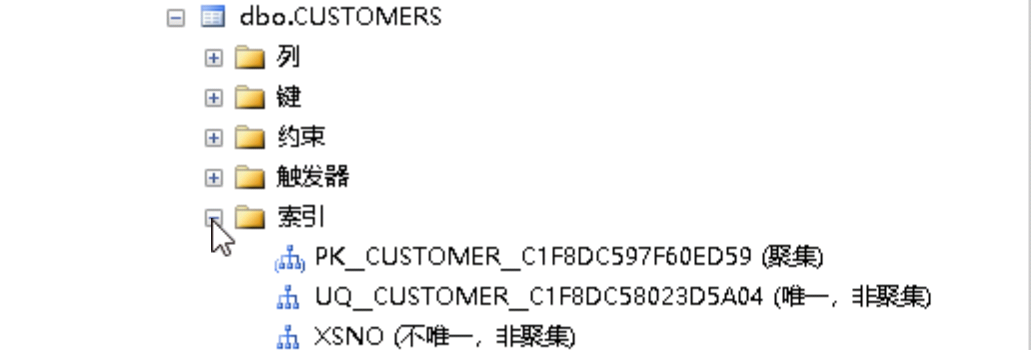 dbo.CUSTOMERS
列
键
约束
触发器
索引
PK__CUSTOMER__C1F8DC597F60ED59 (聚集)
UQ__CUSTOMER__C1F8DC58023D5A04 (唯一，非聚集)
XSNO (不唯一，非聚集)